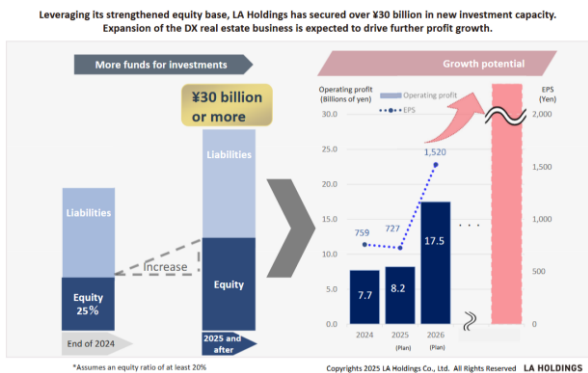 Leveraging its strengthened equity base, LA Holdings has secured over ¥30 billion in new investment capacity.
Expansion of the DX real estate business is expected to drive further profit growth.
More funds for investments
Growth potential
¥30 billion
or more
Liabilities
Liabilities
Increase
Equity
25%
Equity
End of 2024
2025 and
after
Operating profit
(Billions of yen)
Operating profit
EPS
EPS
(Yen)
30.0
25.0
20.0
15.0
10.0
5.0
0.0
2,000
1,500
1,000
500
0
759
727
1,520
7.7
8.2
17.5
. . .
2024
2025
(Plan)
2026
(Plan)
*Assumes an equity ratio of at least 20%
Copyrights 2025 LA Holdings Co., Ltd. All Rights Reserved
LA HOLDINGS